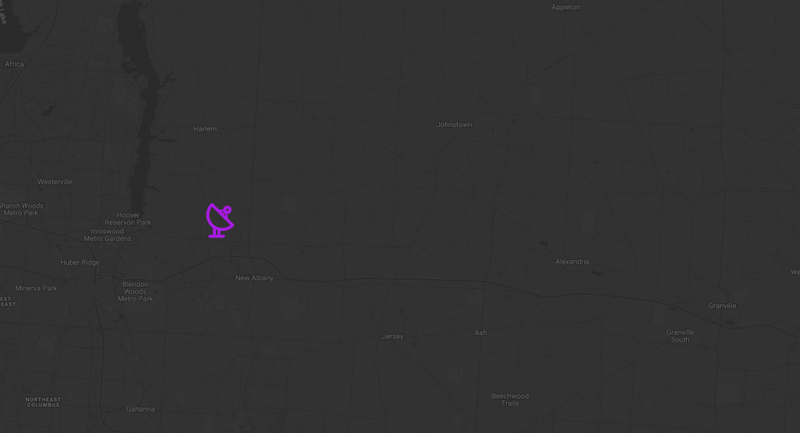 Appleton
Africa
Harlem
Johnstown
Westerville
Sharon Woods
Metro Park
Hoover
Reservoir Park
Inniswood
Metro Gardens
Huber Ridge
Alexandria
New Albany
Minerva Park
Blendon
Woods
Metro Park
Granville
Jersey
Ash
Granville
South
NORTHEAST
COLUMBUS
Beechwood
Trails
Gahanna